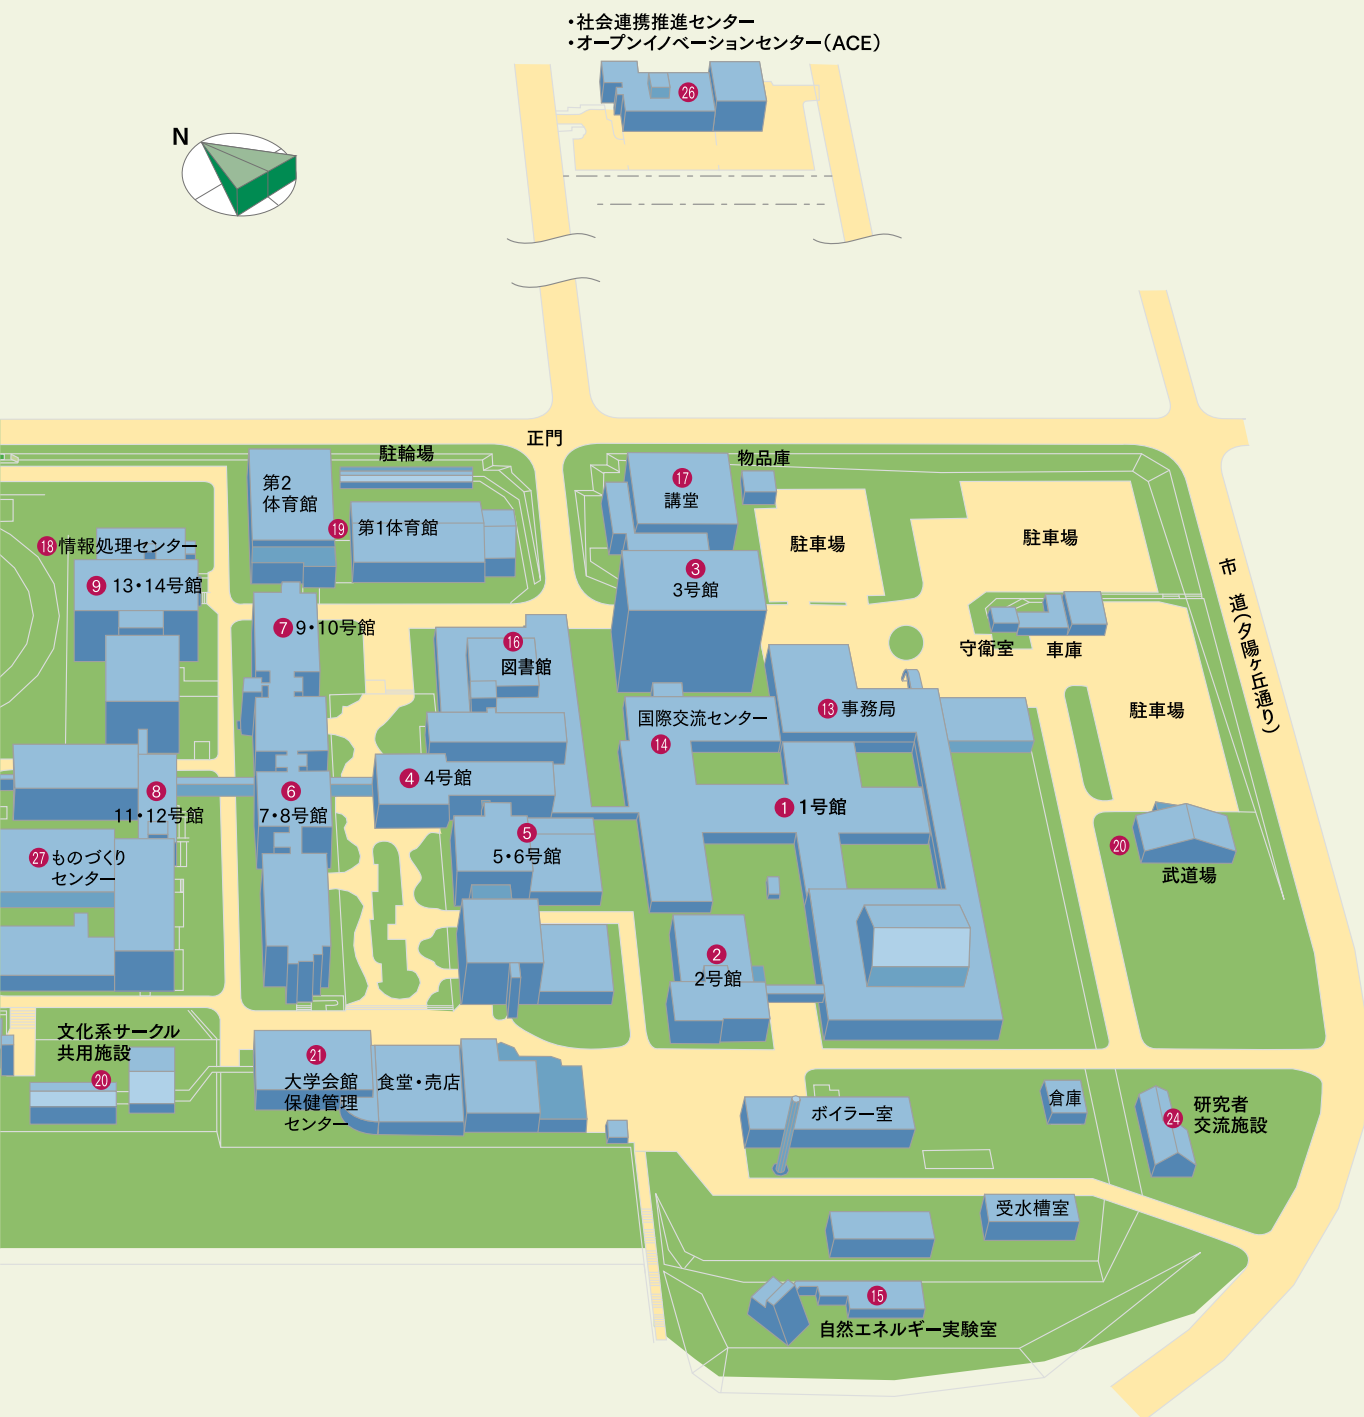 ・社会連携推進センター
・オープンイノベーションセンター（ACE）
26
N
正門
駐輪場
第2
体育館
19 第1体育館
17
講堂
物品庫
駐車場
駐車場
18 情報処理センター
9 13・14号館
3
3号館
市道（夕陽ヶ丘通り）
7 9・10号館
16
図書館
守衛室
車庫
13 事務局
国際交流センター
14
駐車場
4 4号館
8
11・12号館
6
7・8号館
1 1号館
5
5・6号館
20
武道場
27 ものづくり
センター
2
2号館
文化系サークル
共用施設
20
21
大学会館
保健管理
センター
食堂・売店
ボイラー室
倉庫
24
研究者
交流施設
受水槽室
15
自然エネルギー実験室